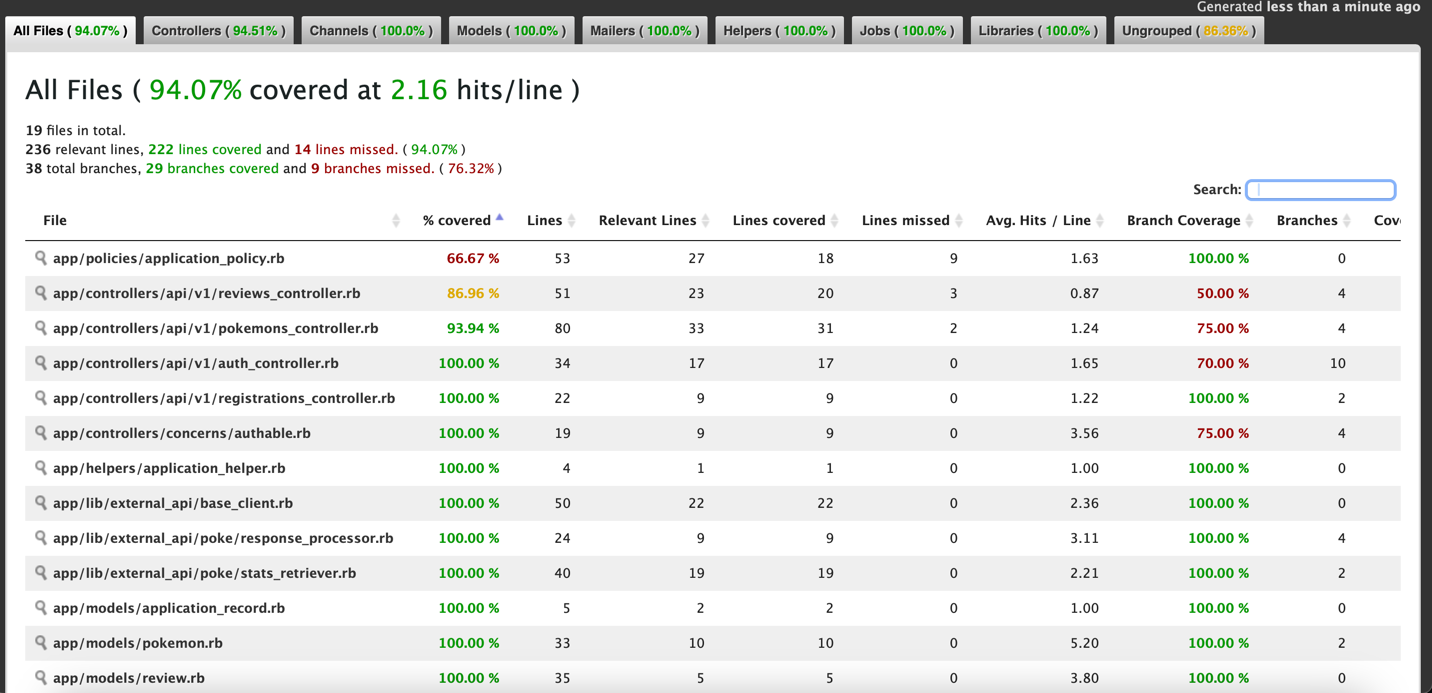 Generated less than a minute ago
All Files ( 94.07% ) Controllers ( 94.51% ) Channels ( 100.0% ) Models ( 100.0% ) Mailers ( 100.0% ) Helpers ( 100.0% ) Jobs ( 100.0% ) Libraries ( 100.0% ) Ungrouped ( 86.36% )
All Files ( 94.07% covered at 2.16 hits/line )
19 files in total.
236 relevant lines, 222 lines covered and 14 lines missed. ( 94.07% )
38 total branches, 29 branches covered and 9 branches missed. ( 76.32% )
Search:
File % covered Lines Relevant Lines Lines covered Lines missed Avg. Hits / Line Branch Coverage Branches
app/policies/application_policy.rb 66.67 % 53 27 18 9 1.63 100.00 % 0
app/controllers/api/v1/reviews_controller.rb 86.96 % 51 23 20 3 0.87 50.00 % 4
app/controllers/api/v1/pokemons_controller.rb 93.94 % 80 33 31 2 1.24 75.00 % 4
app/controllers/api/v1/auth_controller.rb 100.00 % 34 17 17 0 1.65 70.00 % 10
app/controllers/api/v1/registrations_controller.rb 100.00 % 22 9 9 0 1.22 100.00 % 2
app/controllers/concerns/authable.rb 100.00 % 19 9 9 0 3.56 75.00 % 4
app/helpers/application_helper.rb 100.00 % 4 1 1 0 1.00 100.00 % 0
app/lib/external_api/base_client.rb 100.00 % 50 22 22 0 2.36 100.00 % 0
app/lib/external_api/poke/response_processor.rb 100.00 % 24 9 9 0 3.11 100.00 % 4
app/lib/external_api/poke/stats_retriever.rb 100.00 % 40 19 19 0 2.21 100.00 % 2
app/models/application_record.rb 100.00 % 5 2 2 0 1.00 100.00 % 0
app/models/pokemon.rb 100.00 % 33 10 10 0 5.20 100.00 % 2
app/models/review.rb 100.00 % 35 5 5 0 3.80 100.00 % 0